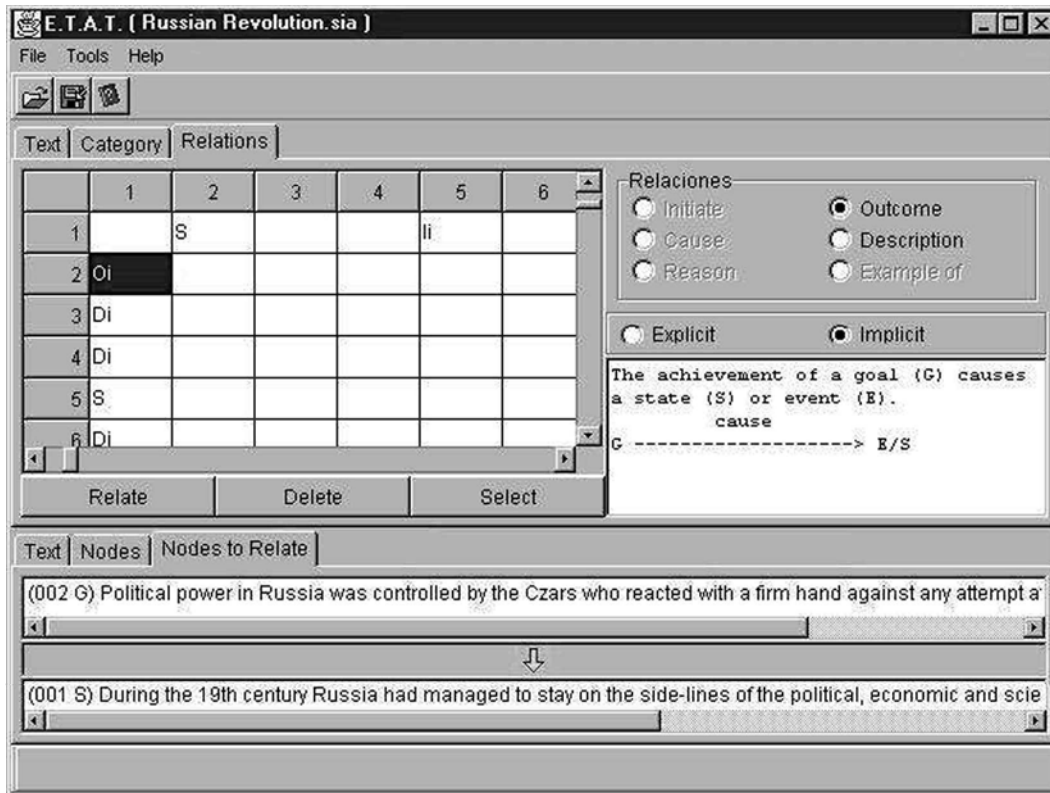 E.T.A.T. ( Russian Revolution.sia )
File Tools Help
Text Category Relations
1 2 3 4 5 6
1 S Ii
2 Oi
3 Di
4 Di
5 S
6 Di
Relate Delete Select
Relaciones
Initiate Outcome
Cause Description
Reason Example of
Explicit Implicit
The achievement of a goal (G) causes
a state (S) or event (E).
cause
G --------------------> E/S
Text Nodes Nodes to Relate
(002 G) Political power in Russia was controlled by the Czars who reacted with a firm hand against any attempt a
(001 S) During the 19th century Russia had managed to stay on the side-lines of the political, economic and scie